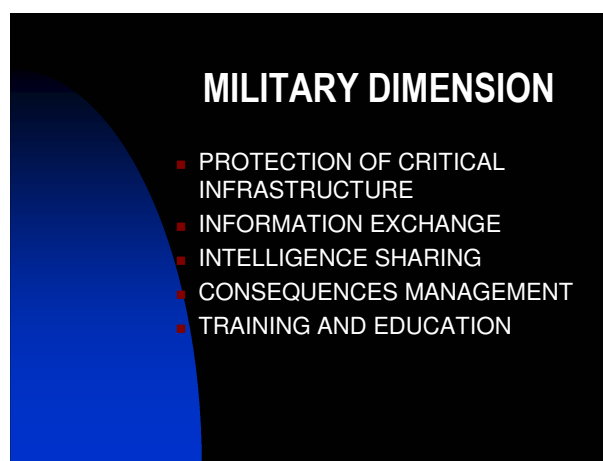 MILITARY DIMENSION
PROTECTION OF CRITICAL
INFRASTRUCTURE
INFORMATION EXCHANGE
INTELLIGENCE SHARING
CONSEQUENCES MANAGEMENT
TRAINING AND EDUCATION